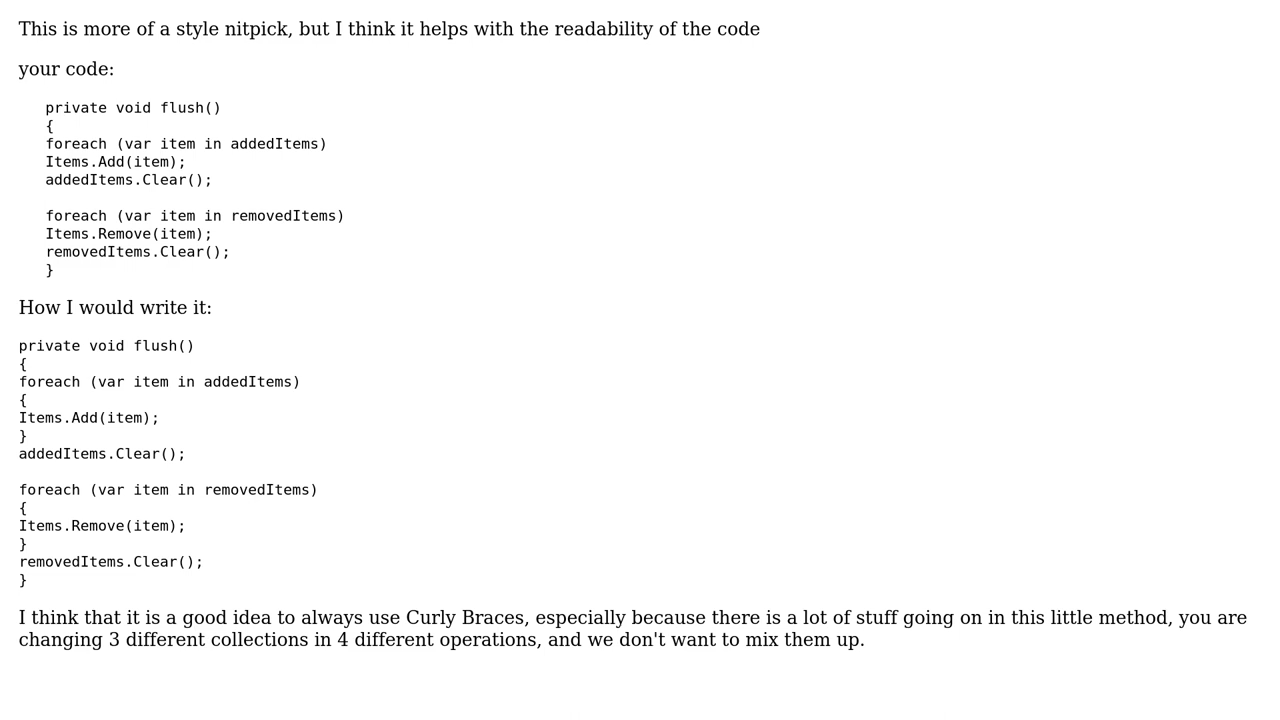 This is more of a style nitpick, but I think it helps with the readability of the code
your code:
private void flush()
{
foreach (var item in addedItems)
Items.Add(item);
addedItems.Clear();
foreach (var item in removedItems)
Items.Remove(item);
removedItems.Clear();
}
How I would write it:
private void flush()
{
foreach (var item in addedItems)
{
Items.Add(item);
}
addedItems.Clear();
foreach (var item in removedItems)
{
Items.Remove(item);
}
removedItems.Clear();
}
I think that it is a good idea to always use Curly Braces, especially because there is a lot of stuff going on in this little method, you are
changing 3 different collections in 4 different operations, and we don't want to mix them up.